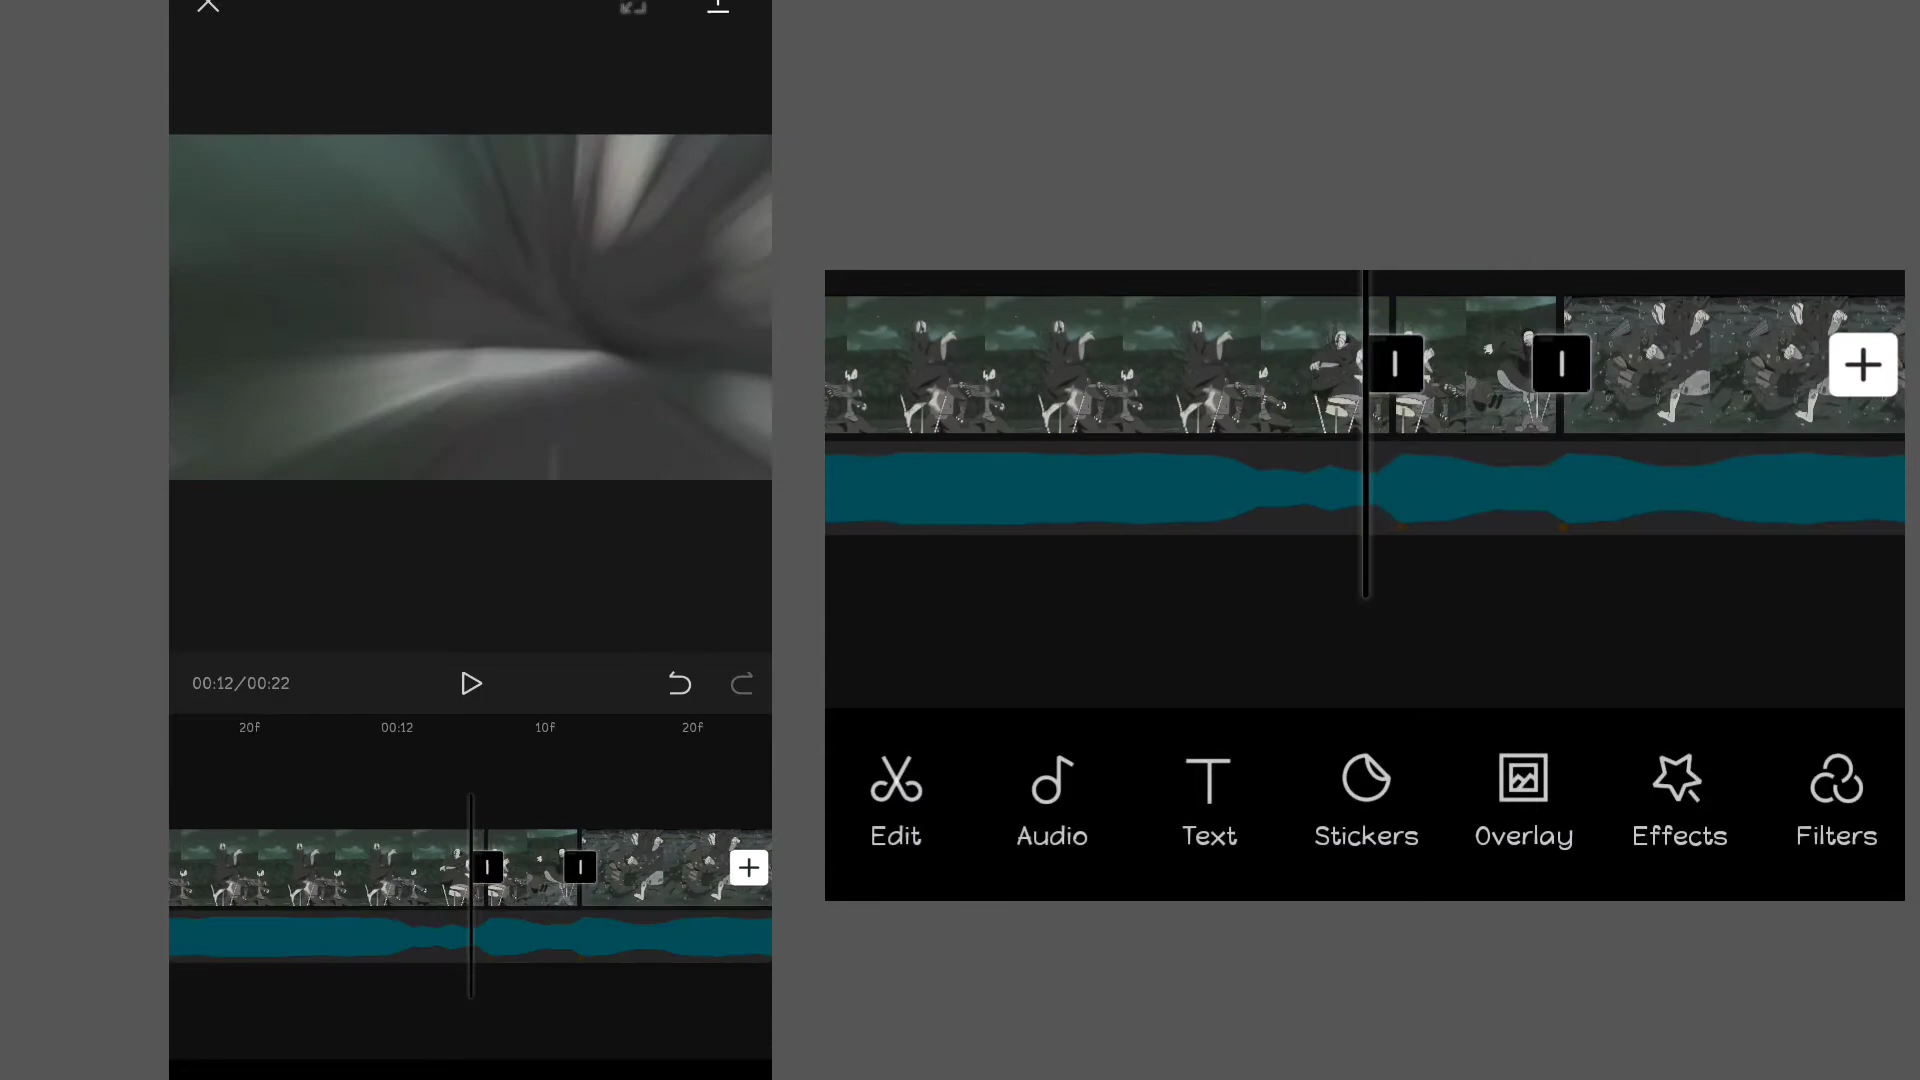 00:12/00:22
20f 00:12 10f 20f
Edit Audio Text Stickers Overlay Effects Filters